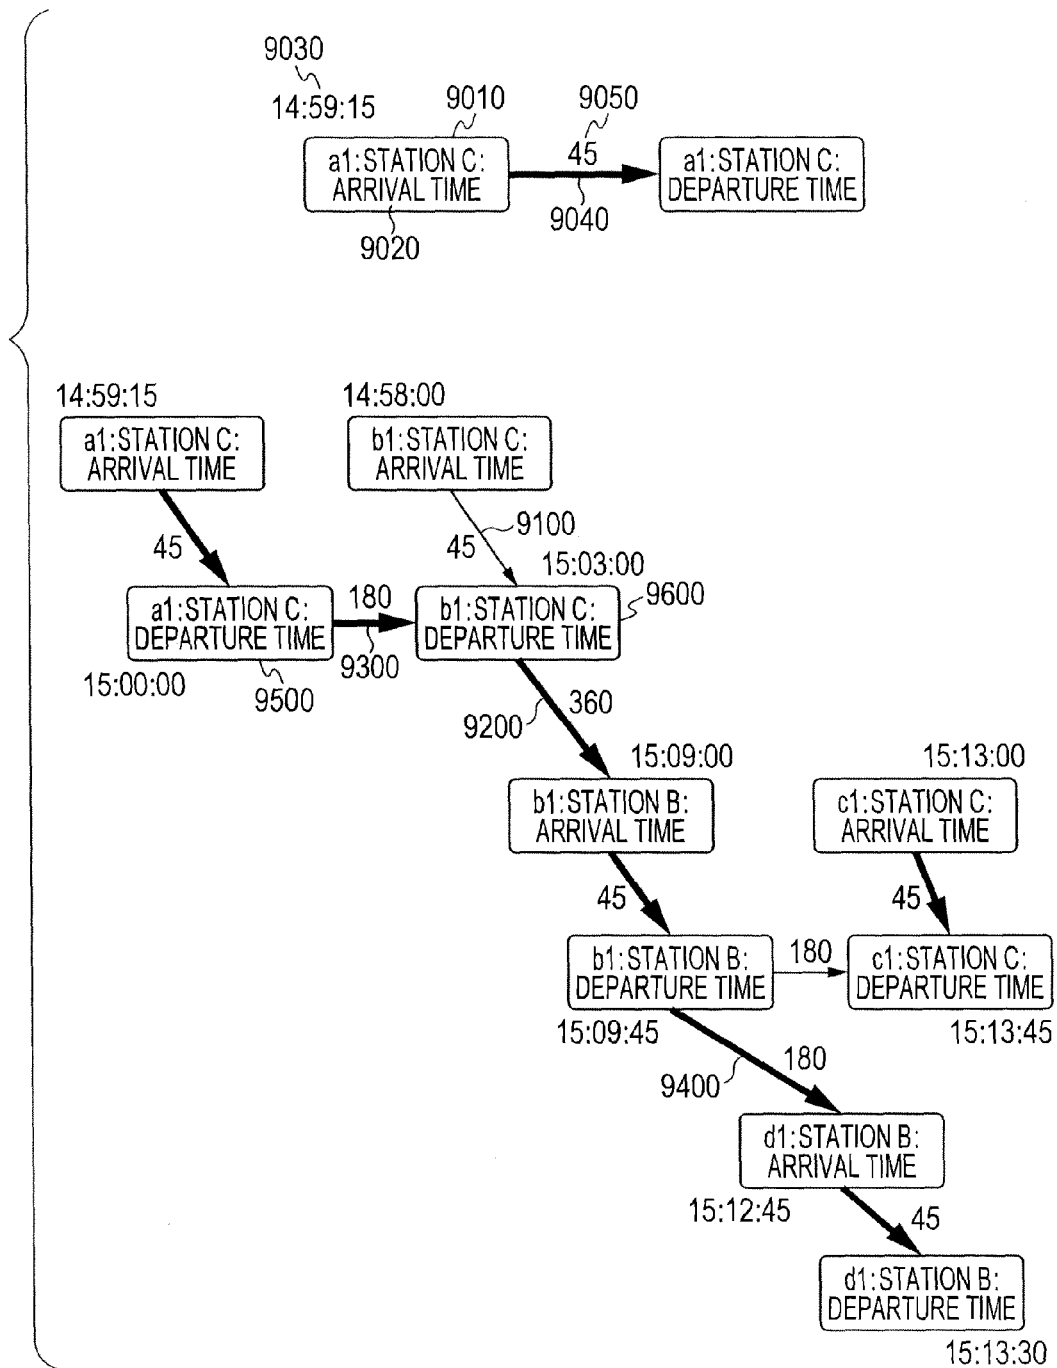 9030
14:59:15
9010
9050
a1:STATION C:
ARRIVAL TIME
45
a1:STATION C:
DEPARTURE TIME
9040
9020
14:59:15
14:58:00
a1:STATION C:
ARRIVAL TIME
b1:STATION C:
ARRIVAL TIME
45
45
9100
15:03:00
a1:STATION C:
DEPARTURE TIME
180
b1:STATION C:
DEPARTURE TIME
9600
9300
15:00:00
9500
9200
360
15:09:00
15:13:00
b1:STATION B:
ARRIVAL TIME
c1:STATION C:
ARRIVAL TIME
45
45
b1:STATION B:
DEPARTURE TIME
180
c1:STATION C:
DEPARTURE TIME
15:09:45
15:13:45
9400
180
d1:STATION B:
ARRIVAL TIME
15:12:45
45
d1:STATION B:
DEPARTURE TIME
15:13:30